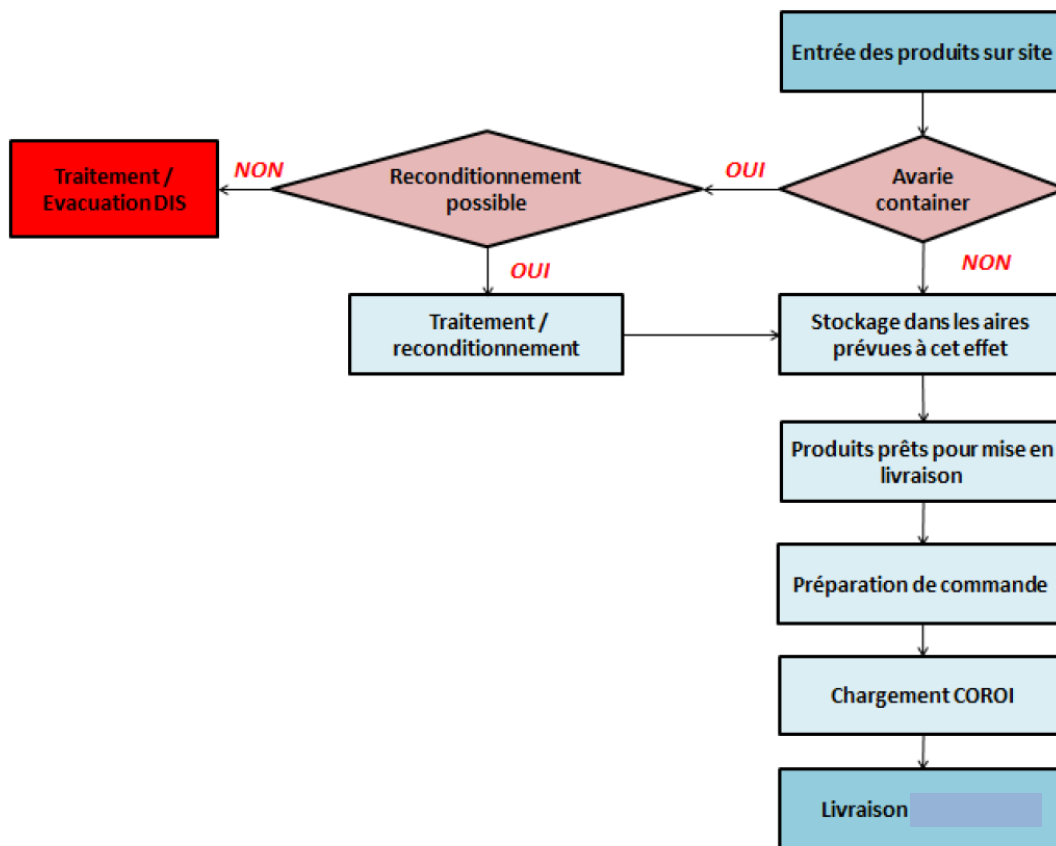 Entrée des produits sur site
Avarie
container
OUI
NON
Reconditionnement
possible
NON
OUI
Traitement /
Evacuation DIS
Traitement /
reconditionnement
Stockage dans les aires
prévues à cet effet
Produits prêts pour mise en
livraison
Préparation de commande
Chargement COROI
Livraison